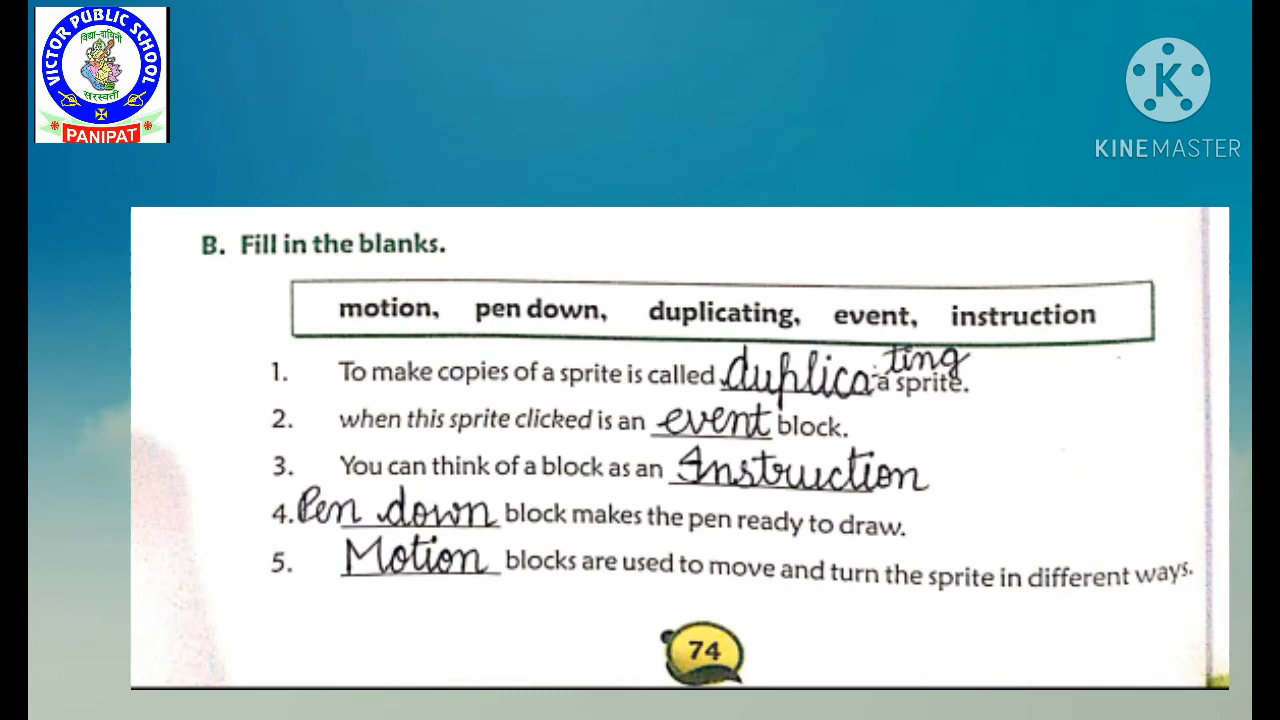 VICTOR PUBLIC SCHOOL
विद्या-दायिनी
सरस्वती
PANIPAT
K
KINEMASTER
B. Fill in the blanks.
motion, pen down, duplicating, event, instruction
1. To make copies of a sprite is called duplicating a sprite.
2. when this sprite clicked is an event block.
3. You can think of a block as an Instruction
4. Pen down block makes the pen ready to draw.
5. Motion blocks are used to move and turn the sprite in different ways.
74